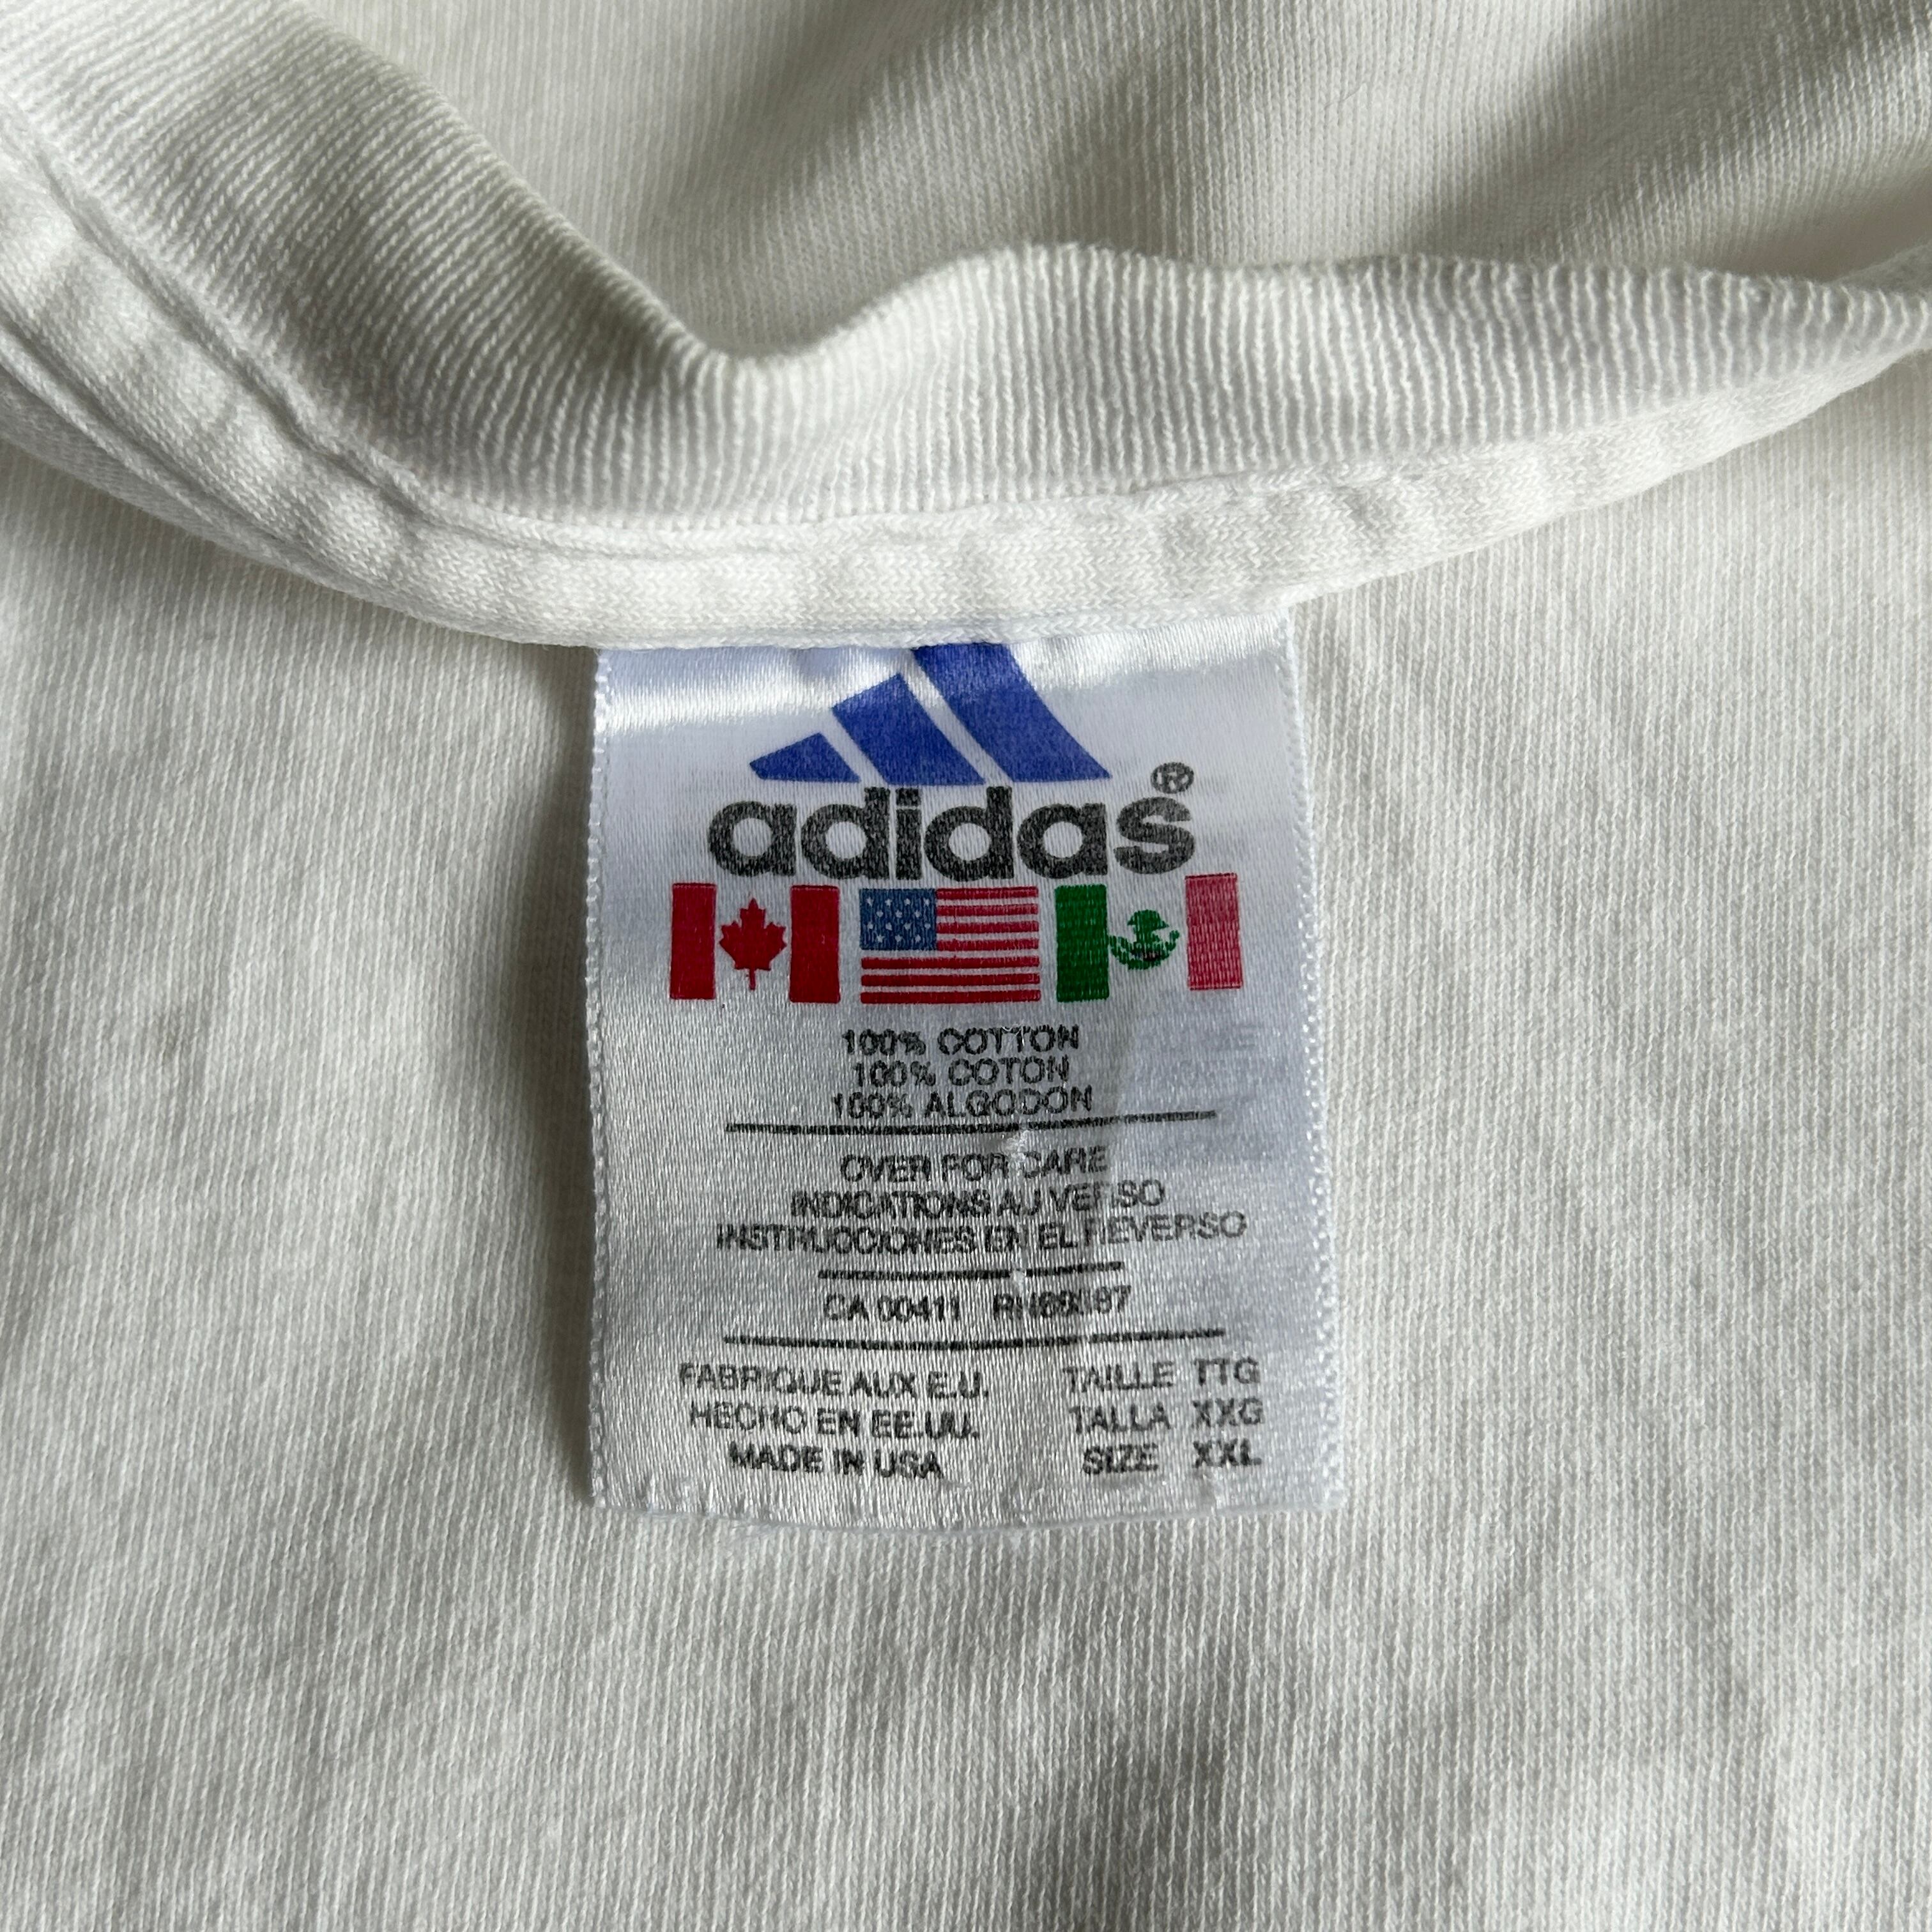 adidas®
100% COTTON
100% COTON
100% ALGODON
OVER FOR CARE
INDICATIONS AU VERSO
INSTRUCCIONES EN EL REVERSO
CA 00411
FABRIQUE AUX E.U. TAILLE TTG
HECHO EN EE.UU. TALLA XXG
MADE IN USA SIZE XXL